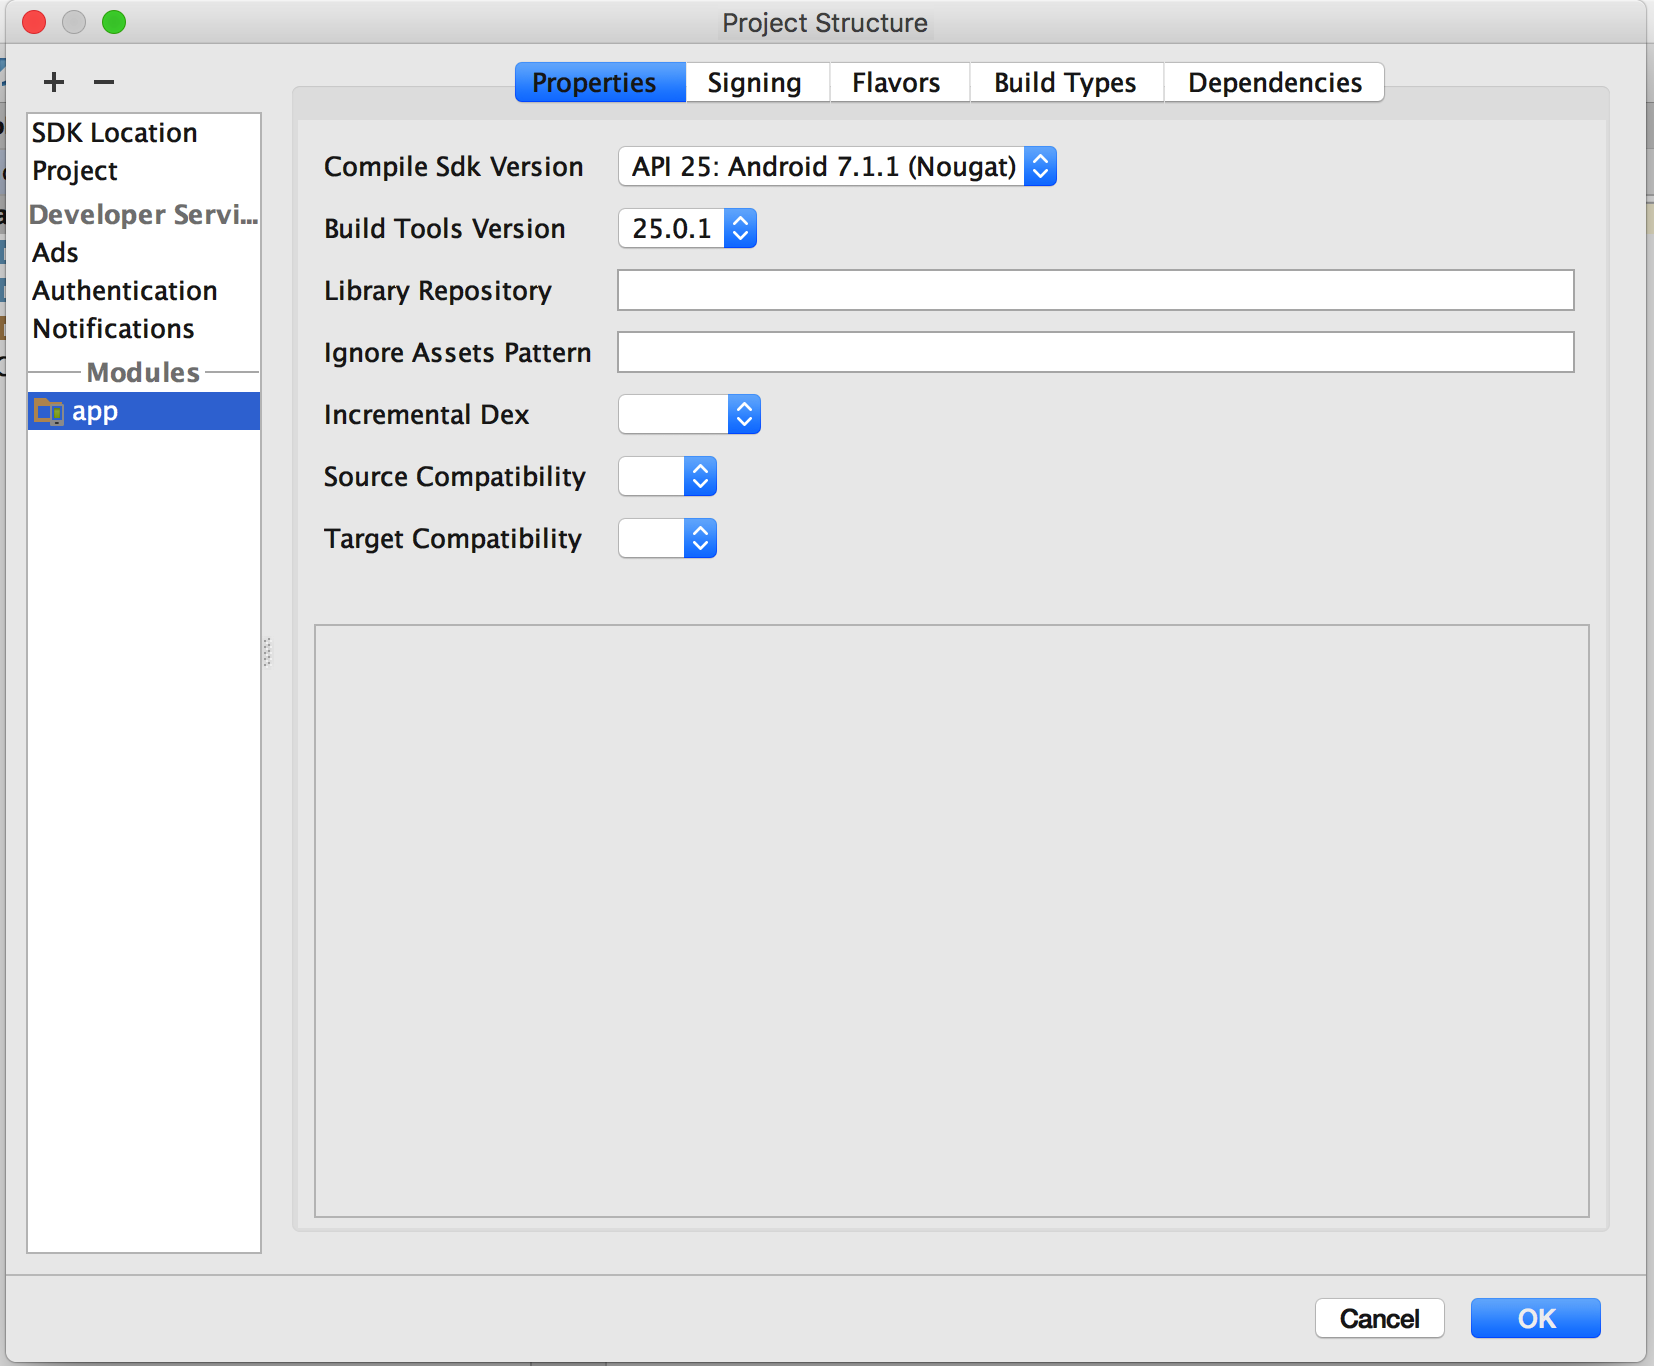 Project Structure
+ −
Properties Signing Flavors Build Types Dependencies
SDK Location
Project
Developer Servi...
Ads
Authentication
Notifications
Modules
app
Compile Sdk Version API 25: Android 7.1.1 (Nougat)
Build Tools Version 25.0.1
Library Repository
Ignore Assets Pattern
Incremental Dex
Source Compatibility
Target Compatibility
Cancel OK